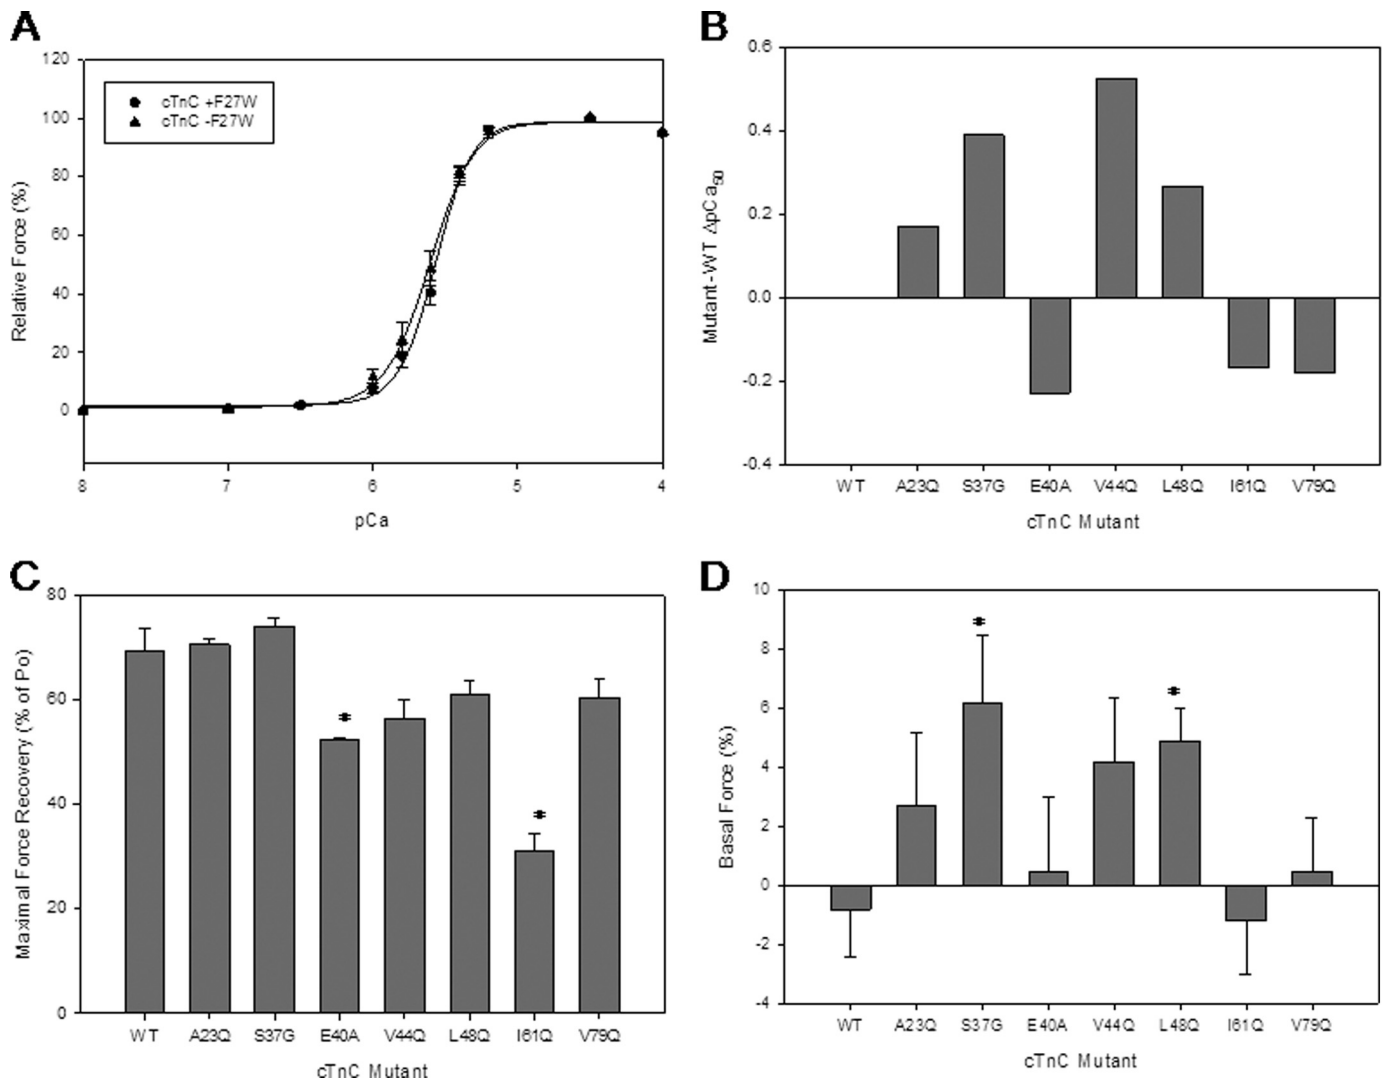 A
120
100
80
60
40
20
0
Relative Force (%)
cTnC +F27W
cTnC -F27W
8 7 6 5 4
pCa
B
0.6
0.4
0.2
0.0
-0.2
-0.4
Mutant-WT ΔpCa50
WT A23Q S37G E40A V44Q L48Q I61Q V79Q
cTnC Mutant
C
80
60
40
20
0
Maximal Force Recovery (% of Po)
* *
WT A23Q S37G E40A V44Q L48Q I61Q V79Q
cTnC Mutant
D
10
8
6
4
2
0
-2
-4
Basal Force (%)
* *
WT A23Q S37G E40A V44Q L48Q I61Q V79Q
cTnC Mutant